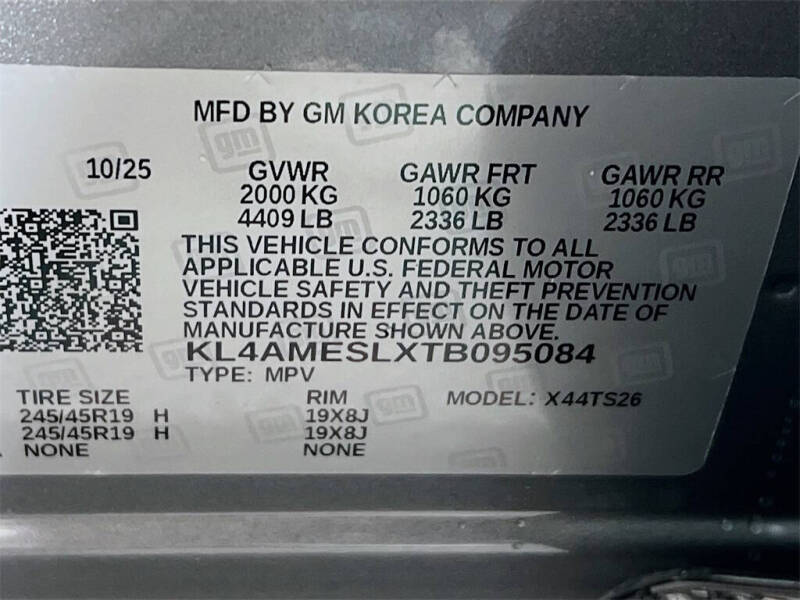 MFD BY GM KOREA COMPANY
10/25 GVWR GAWR FRT GAWR RR
2000 KG 1060 KG 1060 KG
4409 LB 2336 LB 2336 LB
THIS VEHICLE CONFORMS TO ALL
APPLICABLE U.S. FEDERAL MOTOR
VEHICLE SAFETY AND THEFT PREVENTION
STANDARDS IN EFFECT ON THE DATE OF
MANUFACTURE SHOWN ABOVE.
KL4AMESLXTB095084
TYPE: MPV
TIRE SIZE RIM MODEL: X44TS26
245/45R19 H 19X8J
245/45R19 H 19X8J
NONE NONE